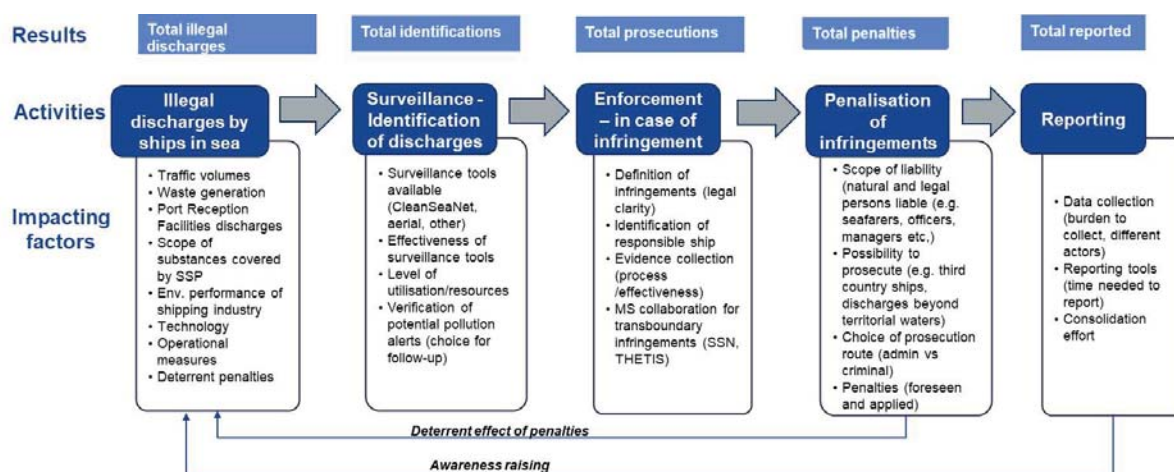 Results
Total illegal
discharges
Total identifications
Total prosecutions
Total penalties
Total reported
Activities
Illegal
discharges by
ships in sea
Surveillance -
Identification
of discharges
Enforcement
– in case of
infringement
Penalisation
of
infringements
Reporting
Impacting
factors
• Traffic volumes
• Waste generation
• Port Reception
Facilities discharges
• Scope of
substances covered
by SSP
• Env. performance of
shipping industry
• Technology
• Operational
measures
• Deterrent penalties
• Surveillance tools
available
(CleanSeaNet,
aerial, other)
• Effectiveness of
surveillance tools
• Level of
utilisation/resources
• Verification of
potential pollution
alerts (choice for
follow-up)
• Definition of
infringements (legal
clarity)
• Identification of
responsible ship
• Evidence collection
(process
/effectiveness)
• MS collaboration for
transboundary
infringements (SSN,
THETIS)
• Scope of liability
(natural and legal
persons liable (e.g.
seafarers, officers,
managers etc,)
• Possibility to
prosecute (e.g. third
country ships,
discharges beyond
territorial waters)
• Choice of prosecution
route (admin vs
criminal)
• Penalties (foreseen
and applied)
• Data collection
(burden to
collect, different
actors)
• Reporting tools
(time needed to
report)
• Consolidation
effort
Deterrent effect of penalties
Awareness raising